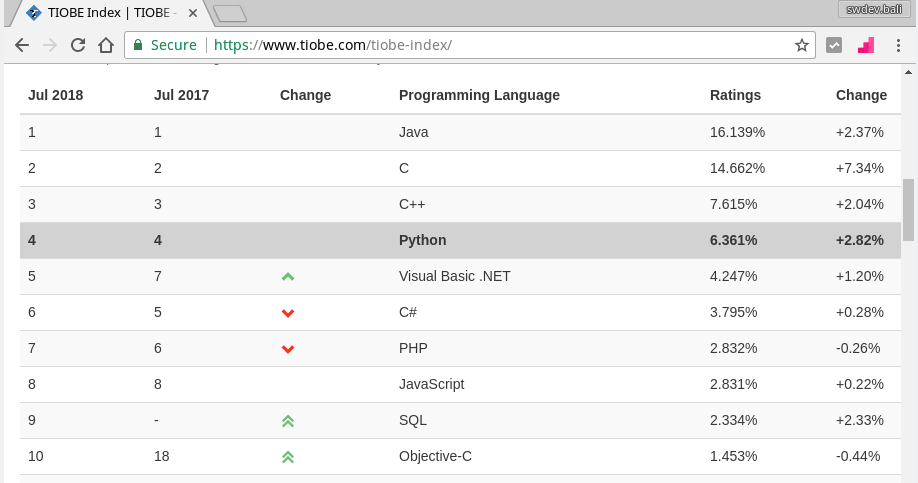 TIOBE Index | TIOBE -
swdev.bali
Secure https://www.tiobe.com/tiobe-index/
Jul 2018 Jul 2017 Change Programming Language Ratings Change
1 1 Java 16.139% +2.37%
2 2 C 14.662% +7.34%
3 3 C++ 7.615% +2.04%
4 4 Python 6.361% +2.82%
5 7 Visual Basic .NET 4.247% +1.20%
6 5 C# 3.795% +0.28%
7 6 PHP 2.832% -0.26%
8 8 JavaScript 2.831% +0.22%
9 - SQL 2.334% +2.33%
10 18 Objective-C 1.453% -0.44%